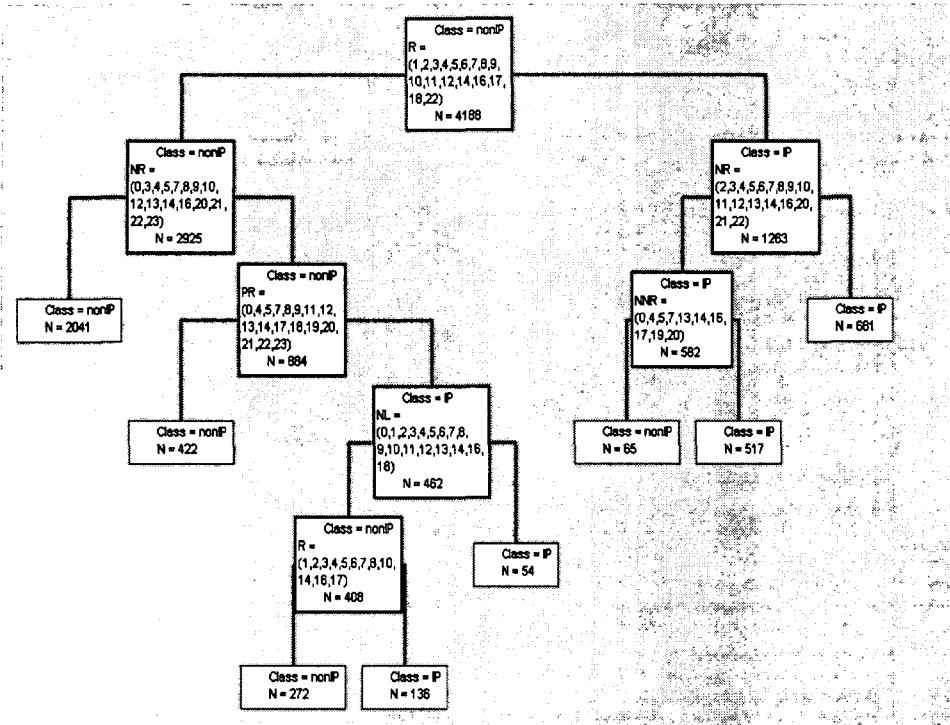 Class = nonIP
R =
(1,2,3,4,5,6,7,8,9,
10,11,12,14,16,17,
18,22)
N = 4188
Class = nonIP
NR =
(0,3,4,5,7,8,9,10,
12,13,14,16,20,21,
22,23)
N = 2925
Class = IP
NR =
(2,3,4,5,6,7,8,9,10,
11,12,13,14,16,20,
21,22)
N = 1263
Class = nonIP
N = 2041
Class = nonIP
PR =
(0,4,5,7,8,9,11,12,
13,14,17,18,19,20,
21,22,23)
N = 884
Class = IP
NNR =
(0,4,5,7,13,14,16,
17,19,20)
N = 582
Class = IP
N = 681
Class = nonIP
N = 422
Class = IP
NL =
(0,1,2,3,4,5,6,7,8,
9,10,11,12,13,14,16,
18)
N = 462
Class = nonIP
N = 65
Class = IP
N = 517
Class = nonIP
R =
(1,2,3,4,5,6,7,8,10,
14,16,17)
N = 408
Class = IP
N = 54
Class = nonIP
N = 272
Class = IP
N = 136